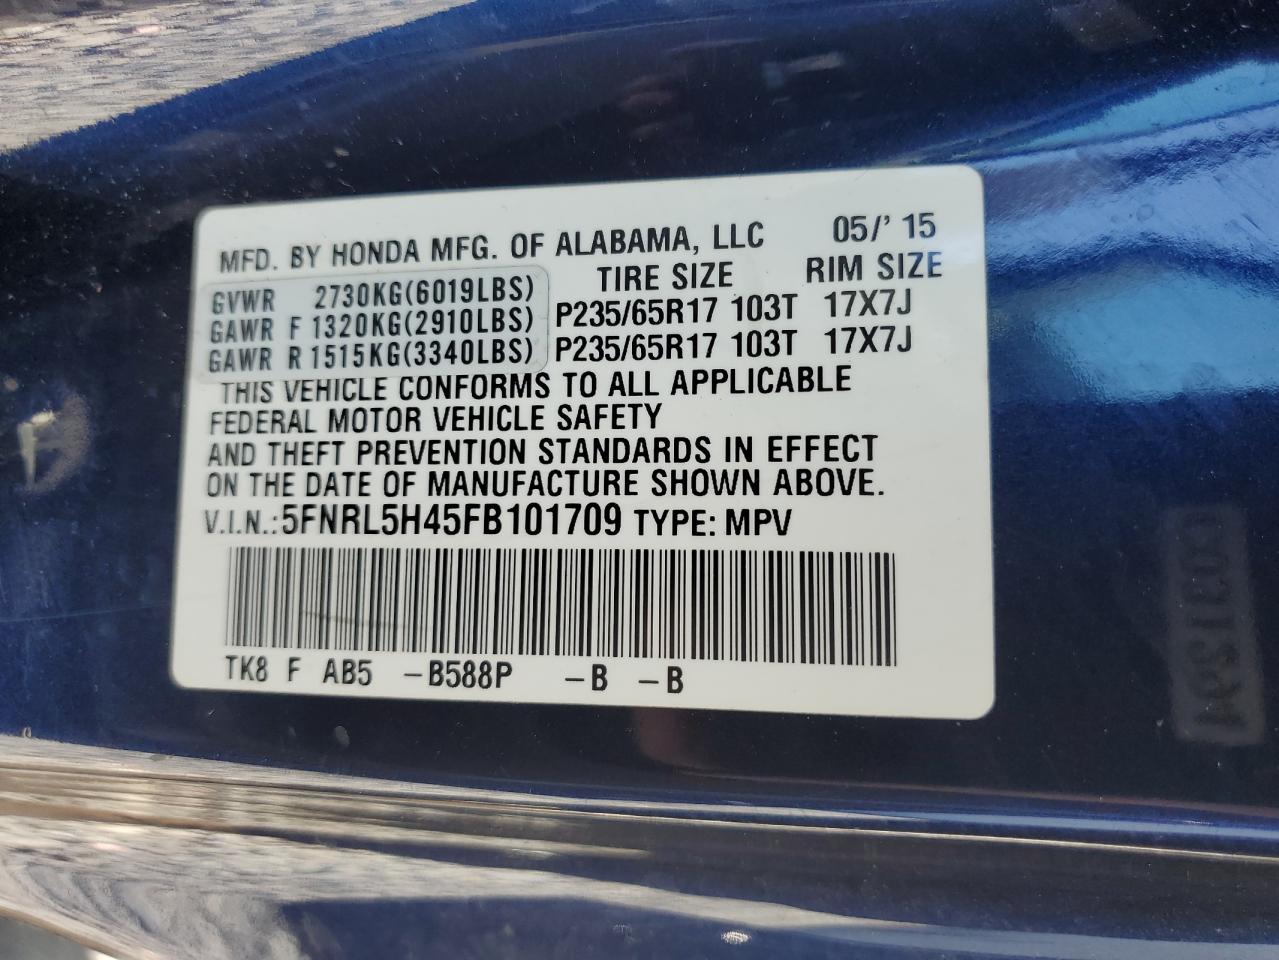 MFD. BY HONDA MFG. OF ALABAMA, LLC 05/' 15
TIRE SIZE RIM SIZE
GVWR 2730KG(6019LBS)
GAWR F 1320KG(2910LBS) P235/65R17 103T 17X7J
GAWR R 1515KG(3340LBS) P235/65R17 103T 17X7J
THIS VEHICLE CONFORMS TO ALL APPLICABLE
FEDERAL MOTOR VEHICLE SAFETY
AND THEFT PREVENTION STANDARDS IN EFFECT
ON THE DATE OF MANUFACTURE SHOWN ABOVE.
V.I.N.: 5FNRL5H45FB101709 TYPE: MPV
TK8 F AB5 -B588P -B -B